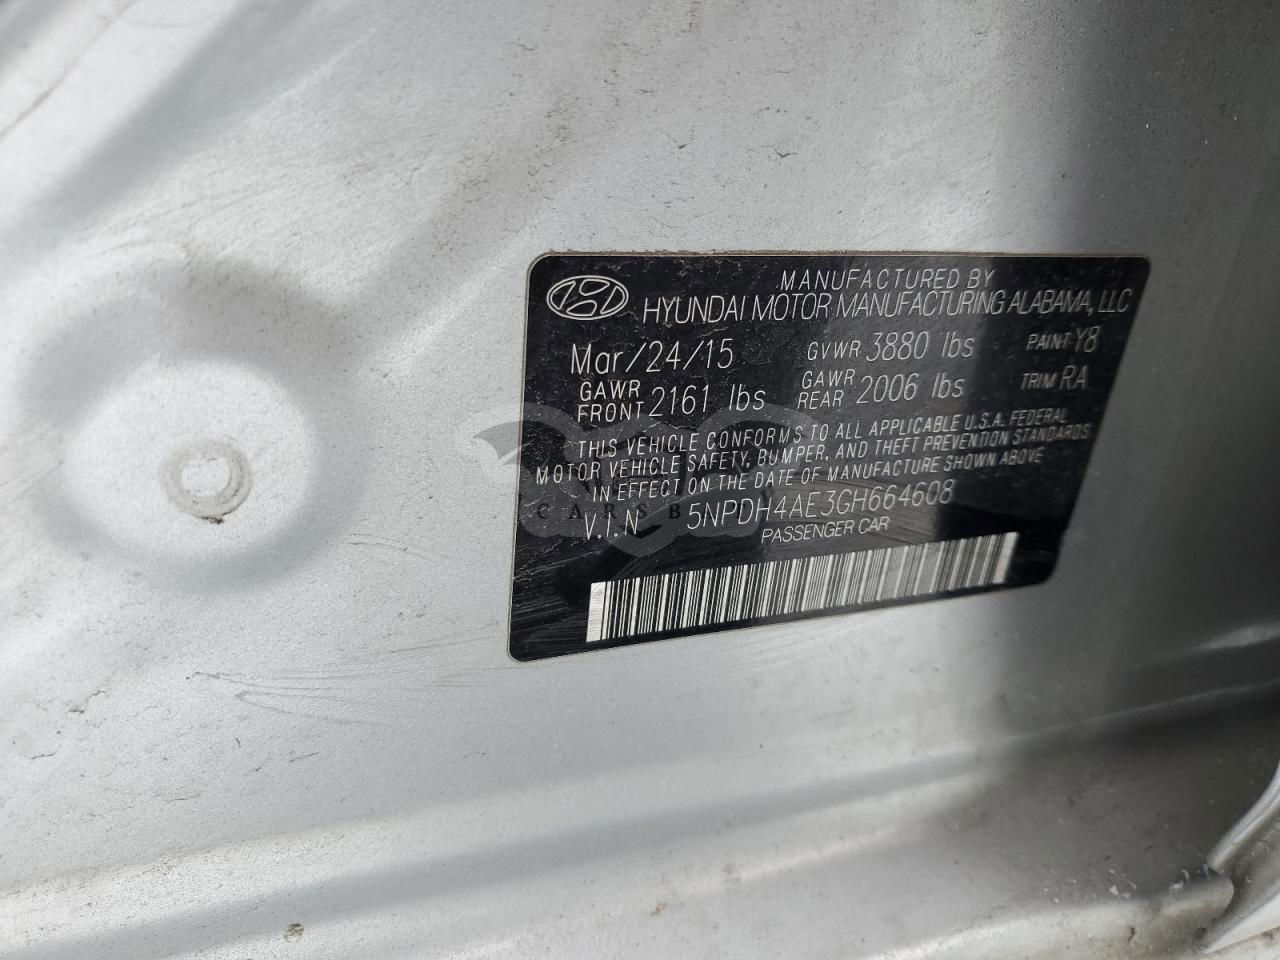 MANUFACTURED BY
HYUNDAI MOTOR MANUFACTURING ALABAMA, LLC
Mar/24/15 GVWR 3880 lbs PAINT Y8
GAWR FRONT 2161 lbs GAWR REAR 2006 lbs TRIM RA
THIS VEHICLE CONFORMS TO ALL APPLICABLE U.S.A. FEDERAL
MOTOR VEHICLE SAFETY, BUMPER, AND THEFT PREVENTION STANDARDS
IN EFFECT ON THE DATE OF MANUFACTURE SHOWN ABOVE
V.I.N 5NPDH4AE3GH664608
PASSENGER CAR